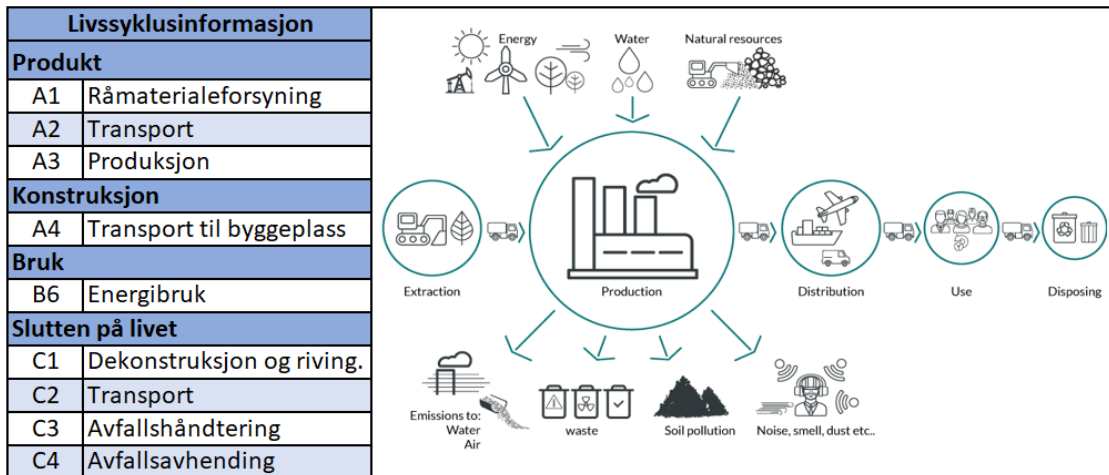 Livssyklusinformasjon
Produkt
A1 Råmaterialeforsyning
A2 Transport
A3 Produksjon
Konstruksjon
A4 Transport til byggeplass
Bruk
B6 Energibruk
Slutten på livet
C1 Dekonstruksjon og riving.
C2 Transport
C3 Avfallshåndtering
C4 Avfallsavhending
Energy
Water
Natural resources
Extraction
Production
Distribution
Use
Disposing
Emissions to:
Water
Air
waste
Soil pollution
Noise, smell, dust etc..